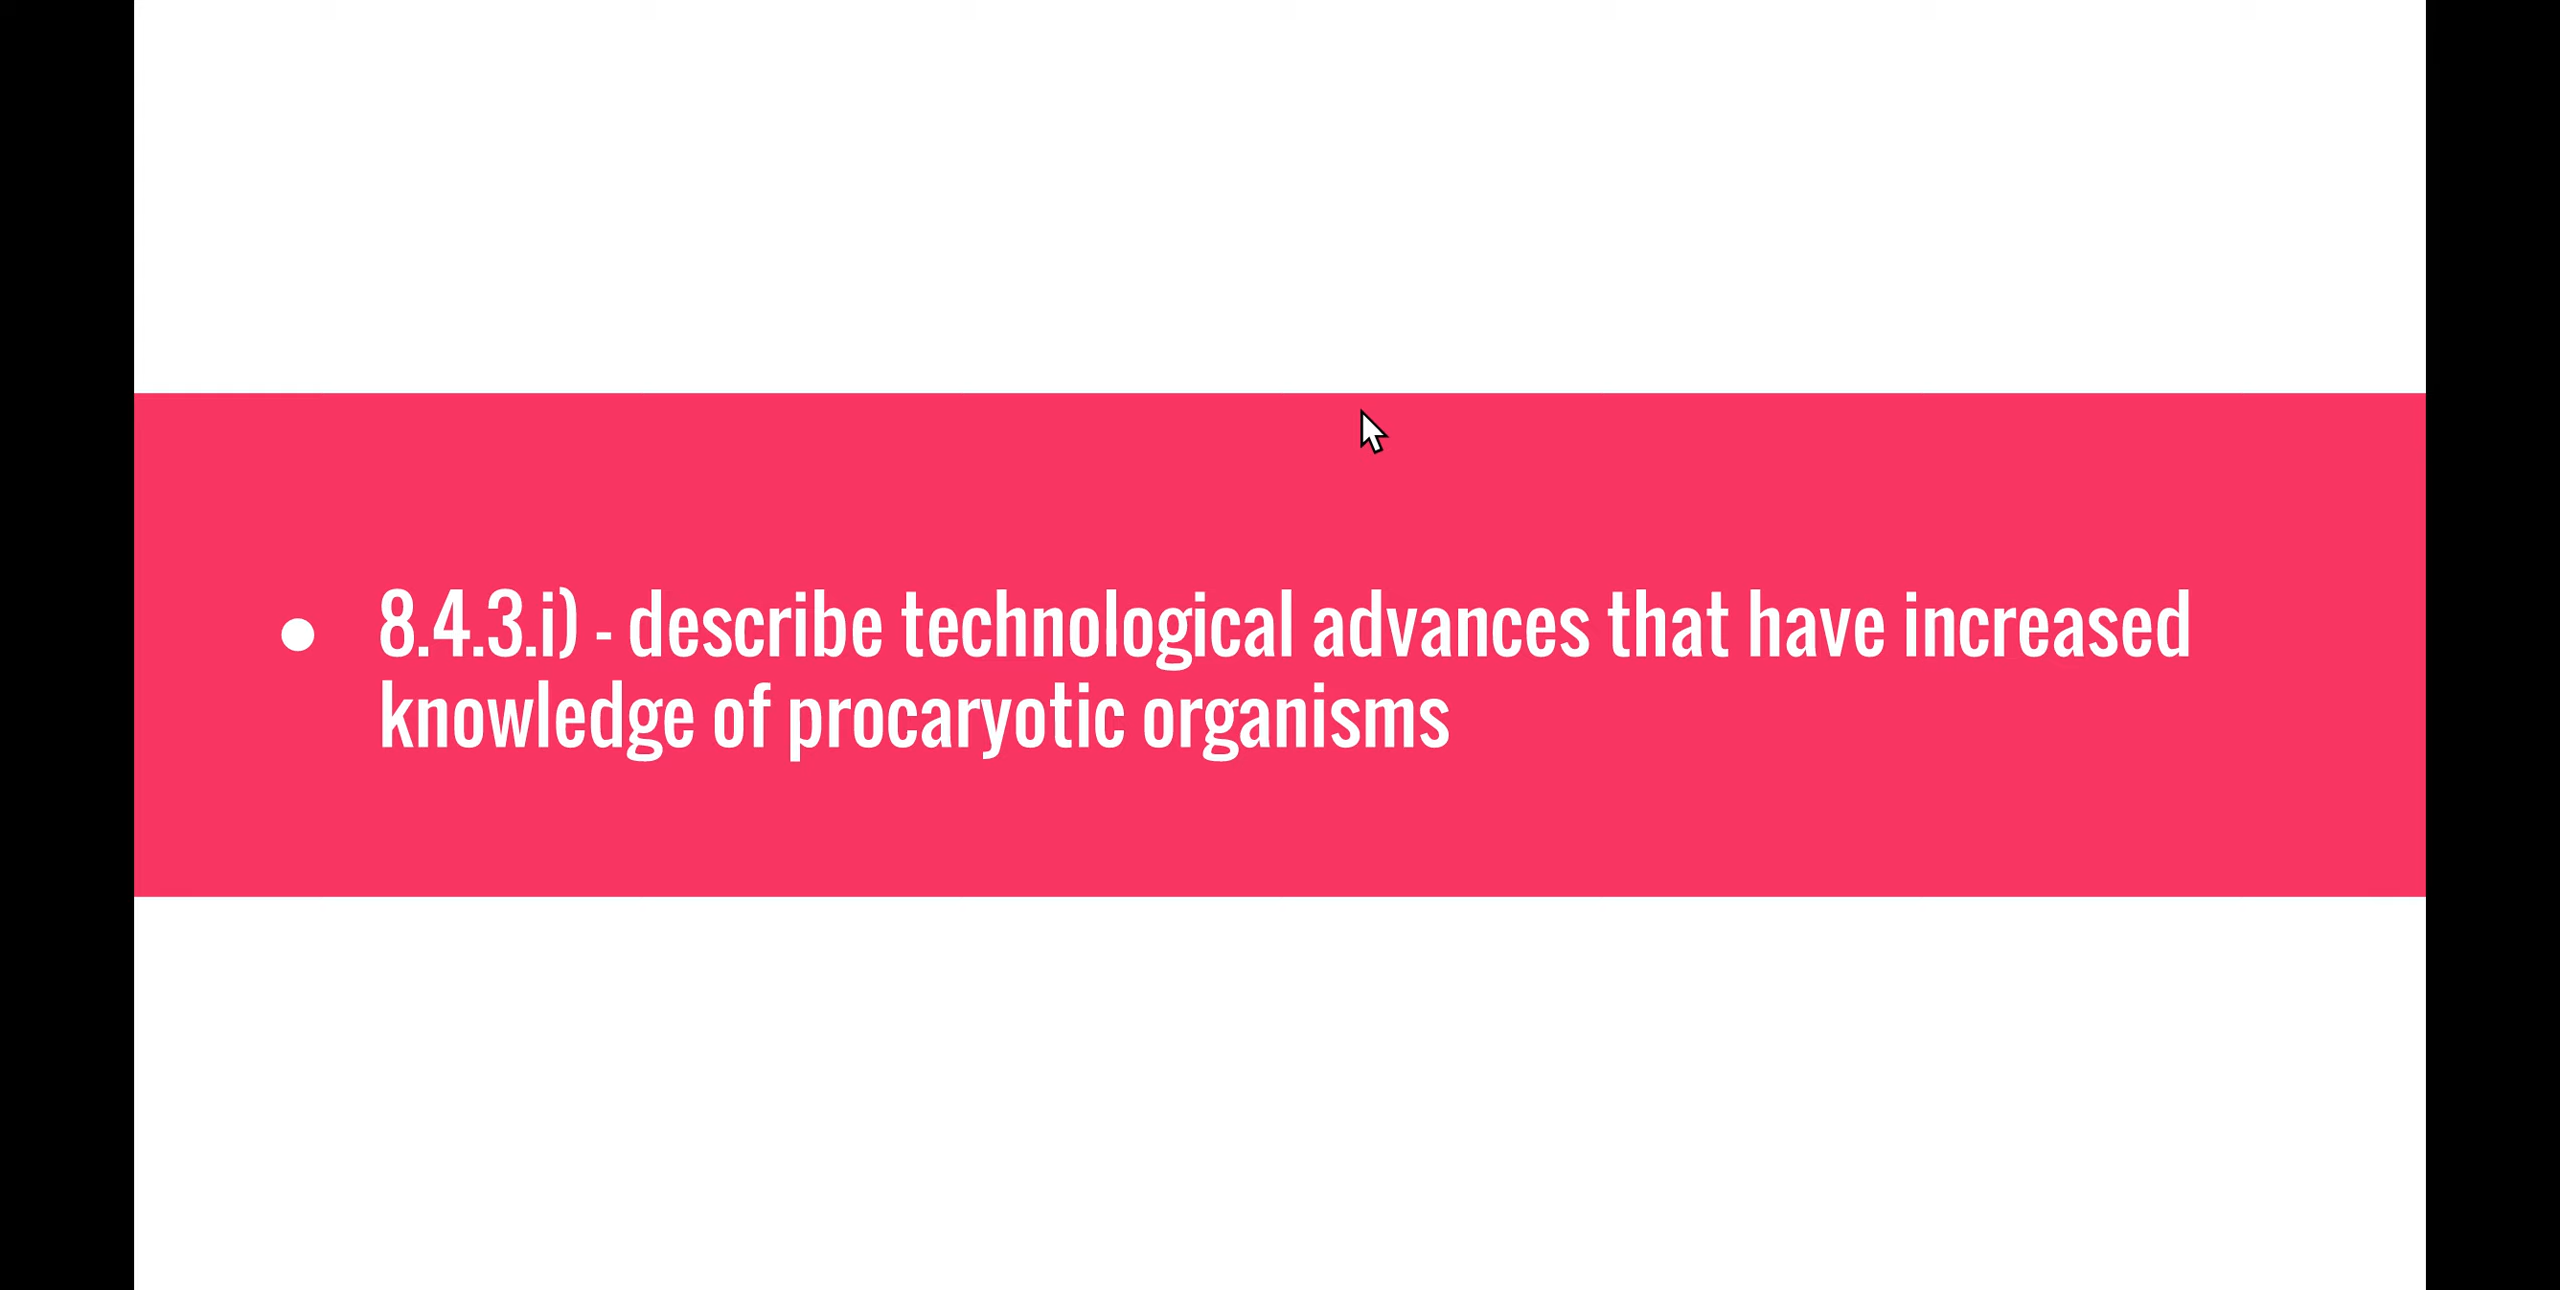 ● 8.4.3.i) - describe technological advances that have increased
knowledge of procaryotic organisms